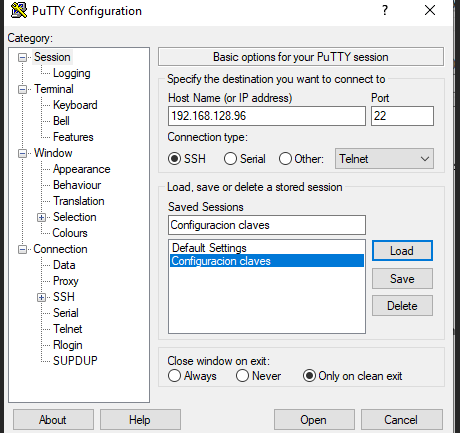 PuTTY Configuration
?
Category:
Session
Logging
Terminal
Keyboard
Bell
Features
Window
Appearance
Behaviour
Translation
Selection
Colours
Connection
Data
Proxy
SSH
Serial
Telnet
Rlogin
SUPDUP
Basic options for your PuTTY session
Specify the destination you want to connect to
Host Name (or IP address) Port
192.168.128.96 22
Connection type:
SSH Serial Other: Telnet
Load, save or delete a stored session
Saved Sessions
Configuracion claves
Default Settings
Configuracion claves
Load
Save
Delete
Close window on exit:
Always Never Only on clean exit
About Help Open Cancel